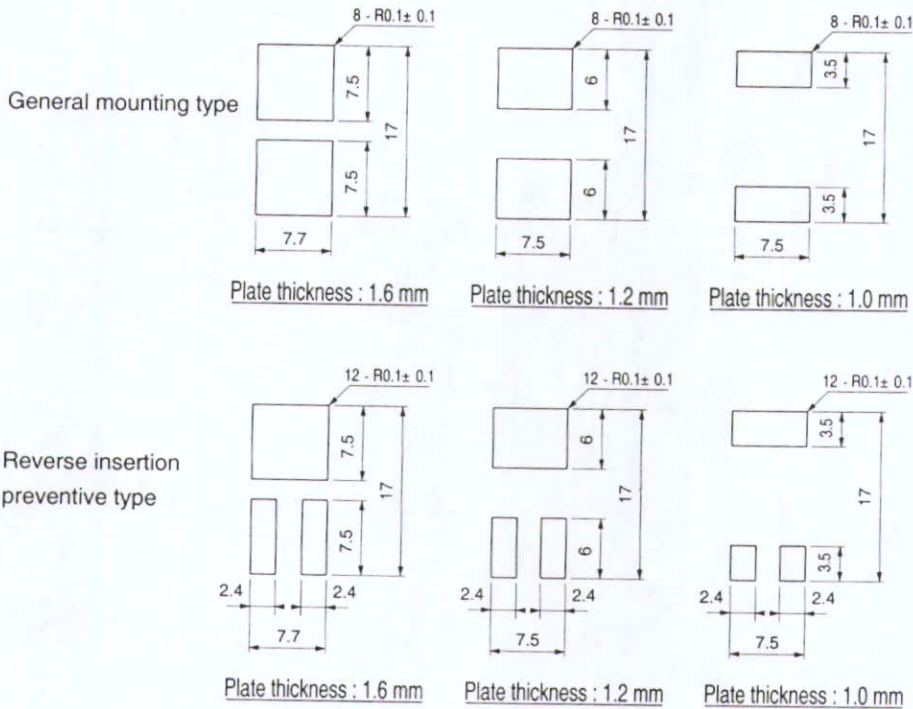 8 - R0.1± 0.1
8 - R0.1± 0.1
8 - R0.1± 0.1
General mounting type
7.5
7.5
17
7.7
6
6
17
7.5
3.5
3.5
17
7.5
Plate thickness : 1.6 mm
Plate thickness : 1.2 mm
Plate thickness : 1.0 mm
12 - R0.1± 0.1
12 - R0.1± 0.1
12 - R0.1± 0.1
Reverse insertion
preventive type
7.5
7.5
17
2.4
2.4
7.7
6
6
17
2.4
2.4
7.5
3.5
3.5
17
2.4
2.4
7.5
Plate thickness : 1.6 mm
Plate thickness : 1.2 mm
Plate thickness : 1.0 mm